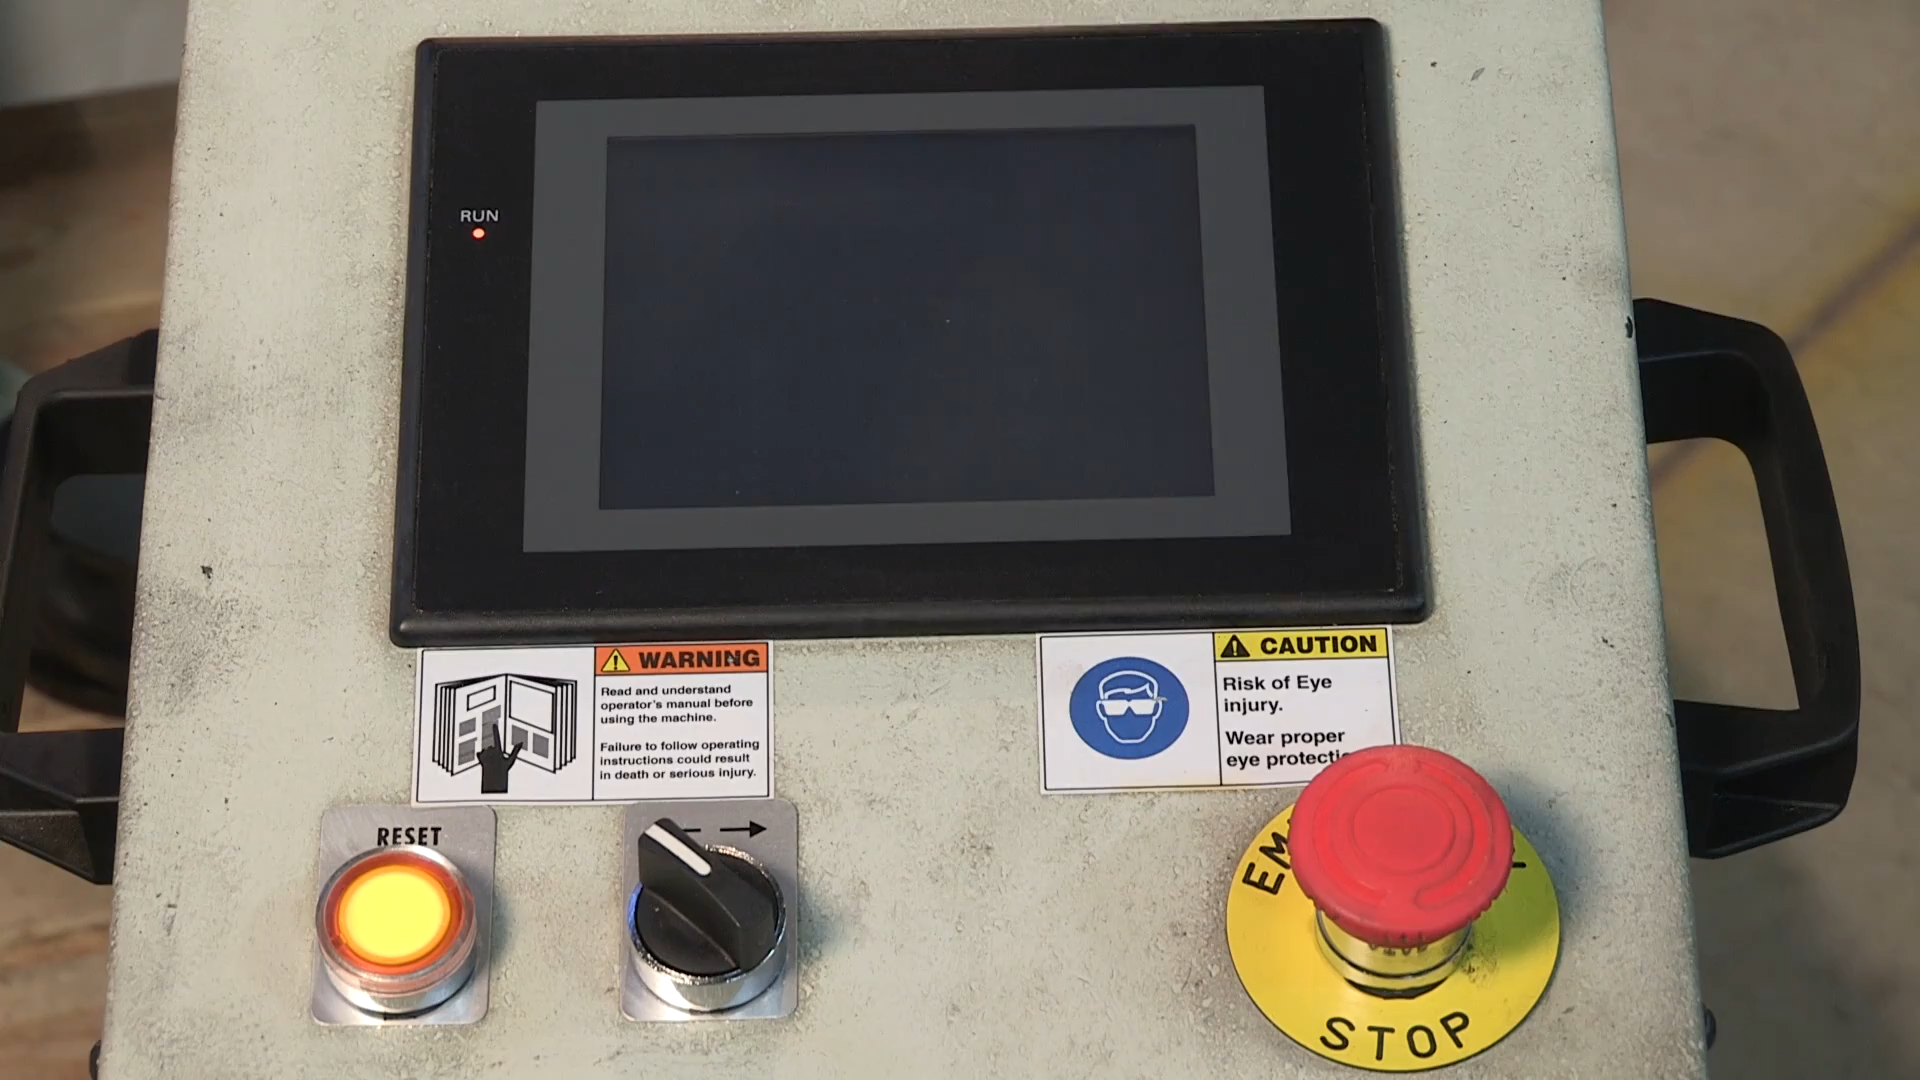 RUN
WARNING
Read and understand
operator's manual before
using the machine.
Failure to follow operating
instructions could result
in death or serious injury.
CAUTION
Risk of Eye
injury.
Wear proper
eye protecti
RESET
EM
STOP